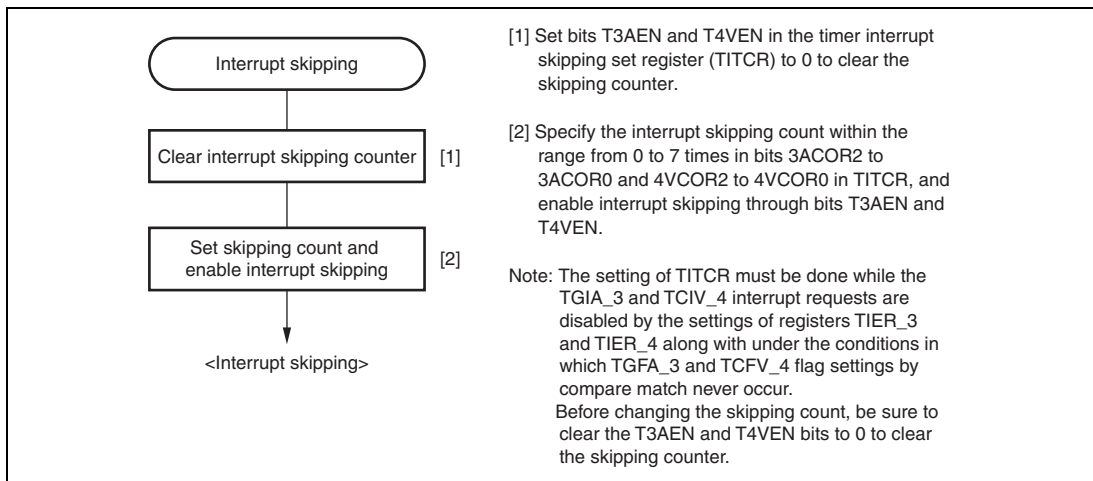 Interrupt skipping
Clear interrupt skipping counter
[1]
Set skipping count and
enable interrupt skipping
[2]
<Interrupt skipping>
[1] Set bits T3AEN and T4VEN in the timer interrupt
skipping set register (TITCR) to 0 to clear the
skipping counter.
[2] Specify the interrupt skipping count within the
range from 0 to 7 times in bits 3ACOR2 to
3ACOR0 and 4VCOR2 to 4VCOR0 in TITCR, and
enable interrupt skipping through bits T3AEN and
T4VEN.
Note: The setting of TITCR must be done while the
TGIA_3 and TCIV_4 interrupt requests are
disabled by the settings of registers TIER_3
and TIER_4 along with under the conditions in
which TGFA_3 and TCFV_4 flag settings by
compare match never occur.
Before changing the skipping count, be sure to
clear the T3AEN and T4VEN bits to 0 to clear
the skipping counter.